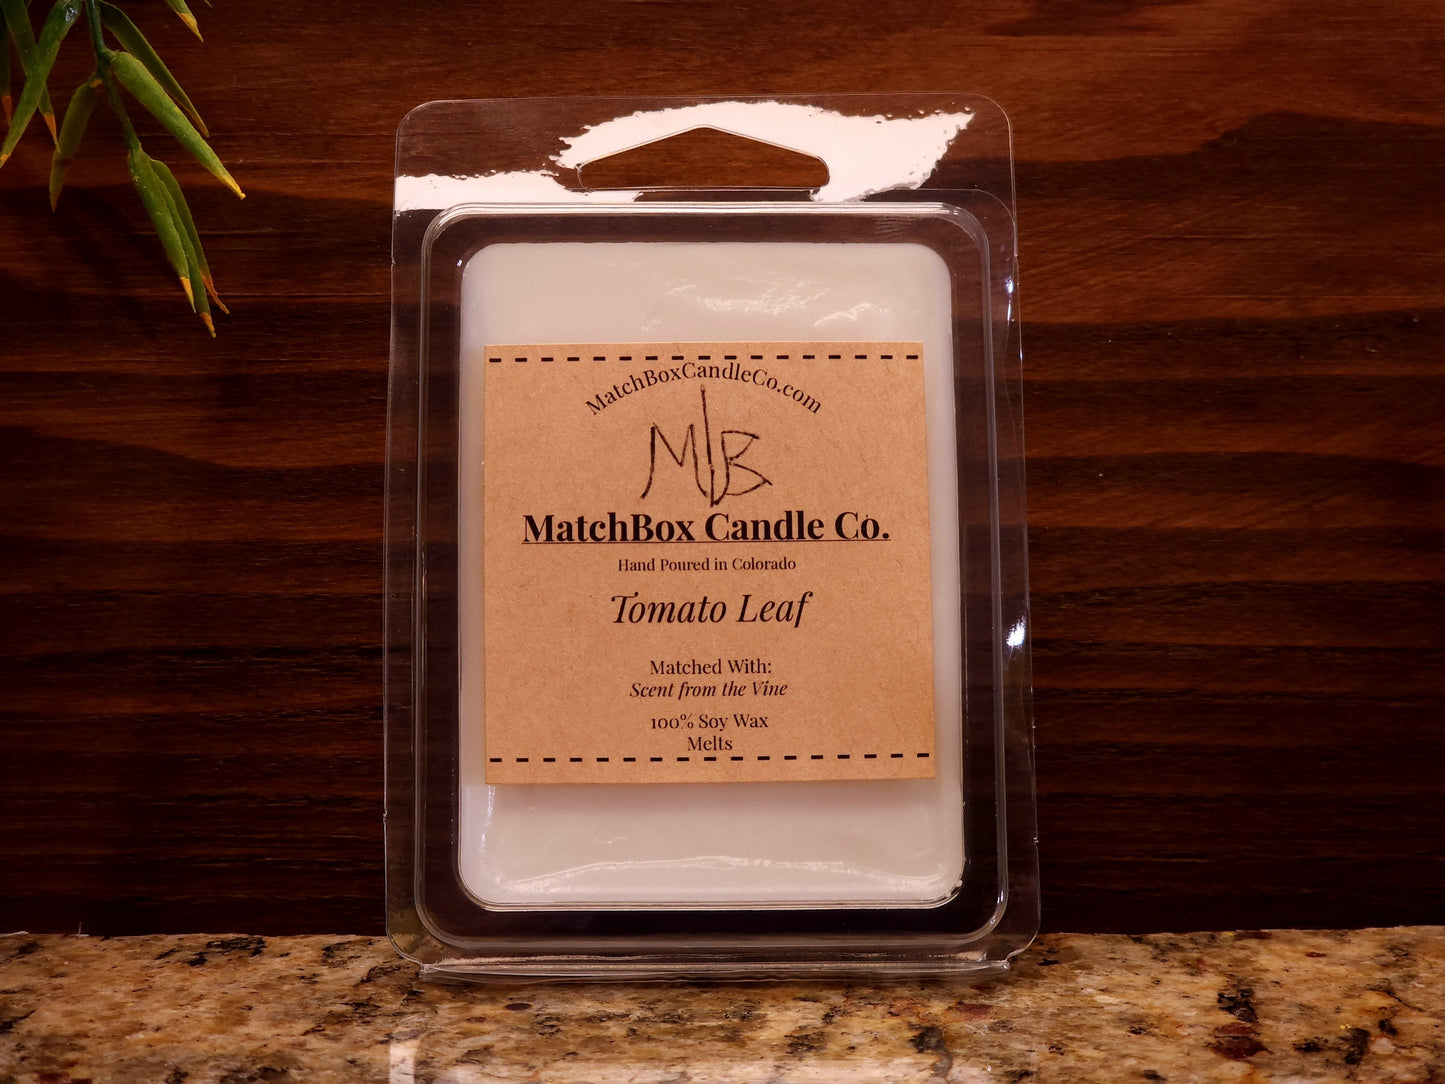 MatchBoxCandleCo.com
MB
MatchBox Candle Co.
Hand Poured in Colorado
Tomato Leaf
Matched With:
Scent from the Vine
100% Soy Wax
Melts